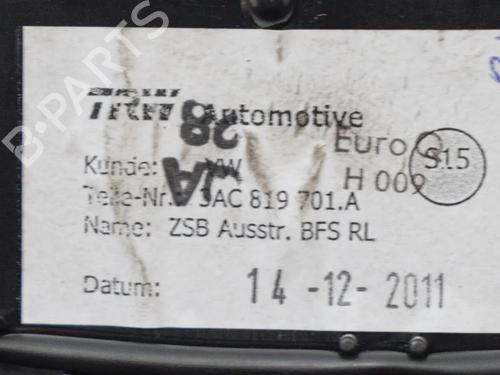 TRW Automotive
38
Euro
S15
Kunde: VW
H 009
Teile-Nr. 3AC 819 701.A
Name: ZSB Ausstr. BFS RL
Datum: 14-12-2011
B-PARTS